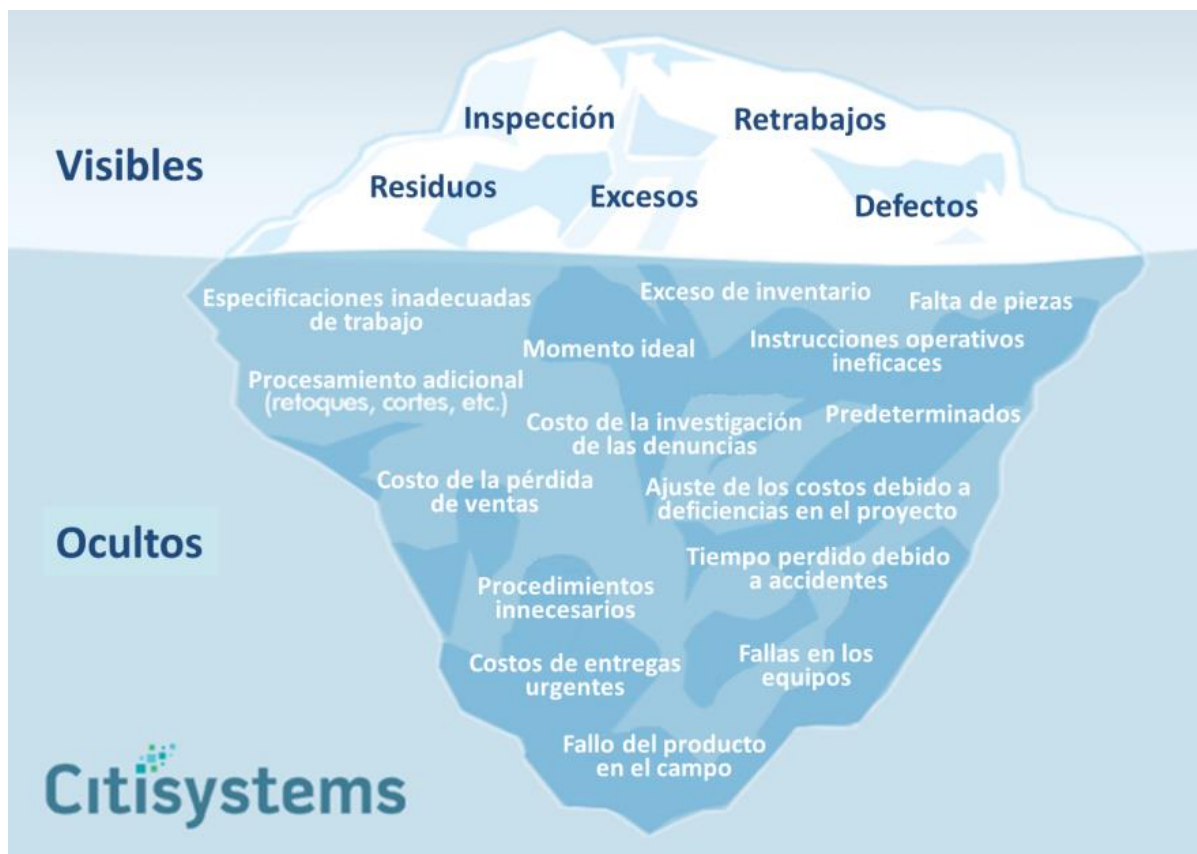 Visibles
Inspección
Retrabajos
Residuos
Excesos
Defectos
Ocultos
Especificaciones inadecuadas
de trabajo
Exceso de inventario
Falta de piezas
Momento ideal
Instrucciones operativos
ineficaces
Procesamiento adicional
(retoques, cortes, etc.)
Predeterminados
Costo de la investigación
de las denuncias
Costo de la pérdida
de ventas
Ajuste de los costos debido a
deficiencias en el proyecto
Tiempo perdido debido
a accidentes
Procedimientos
innecesarios
Costos de entregas
urgentes
Fallas en los
equipos
Fallo del producto
en el campo
Citisystems